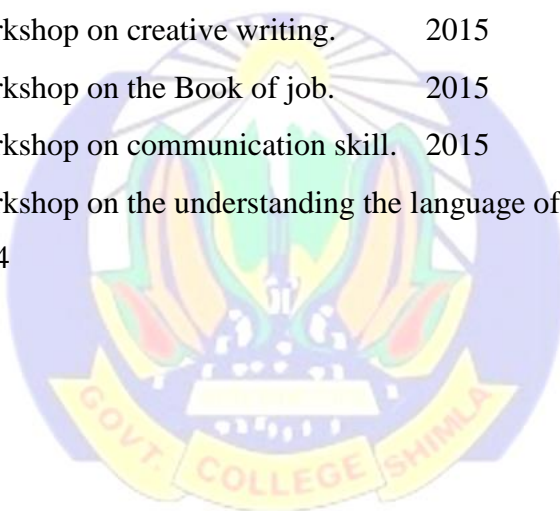 rkshop on creative writing. 2015
rkshop on the Book of job. 2015
rkshop on communication skill. 2015
rkshop on the understanding the language of
4
GOVT. COLLEGE SHIMLA